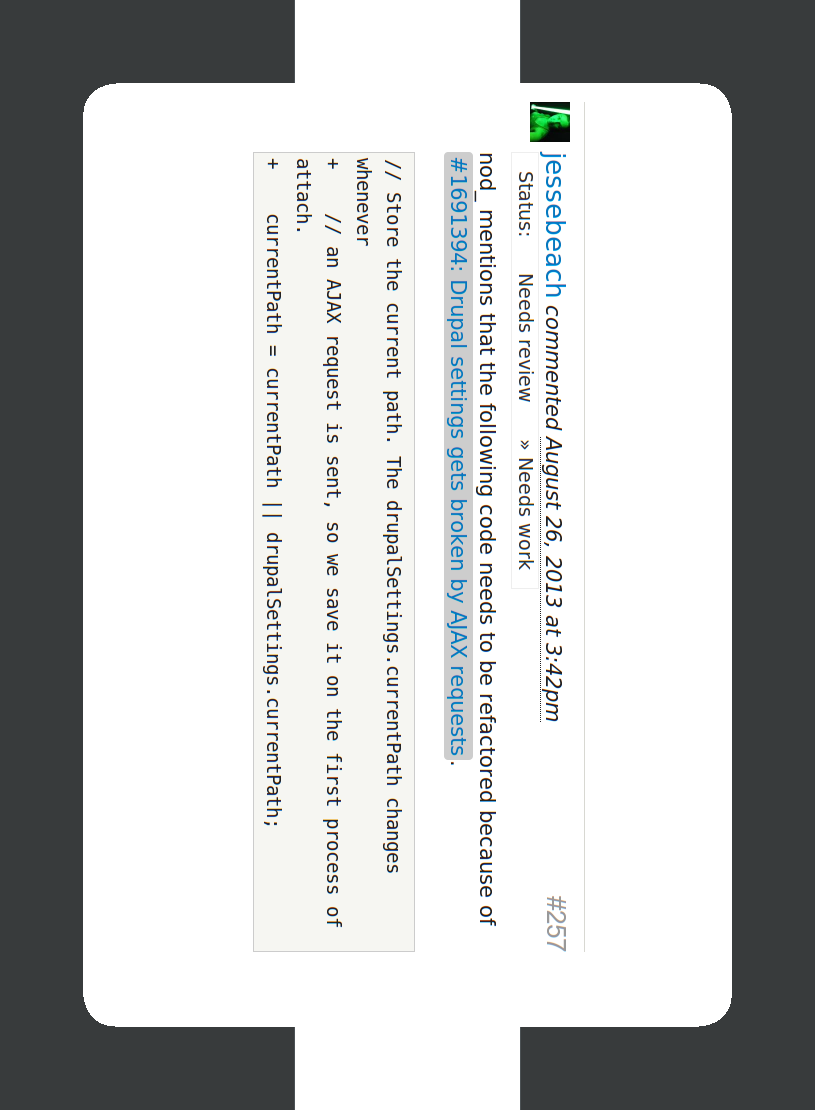 jessebeach commented August 26, 2013 at 3:42pm #257
Status: Needs review » Needs work
nod_ mentions that the following code needs to be refactored because of
#1691394: Drupal settings gets broken by AJAX requests.
// Store the current path. The drupalSettings.currentPath changes
whenever
+    // an AJAX request is sent, so we save it on the first process of
attach.
+    currentPath = currentPath || drupalSettings.currentPath;